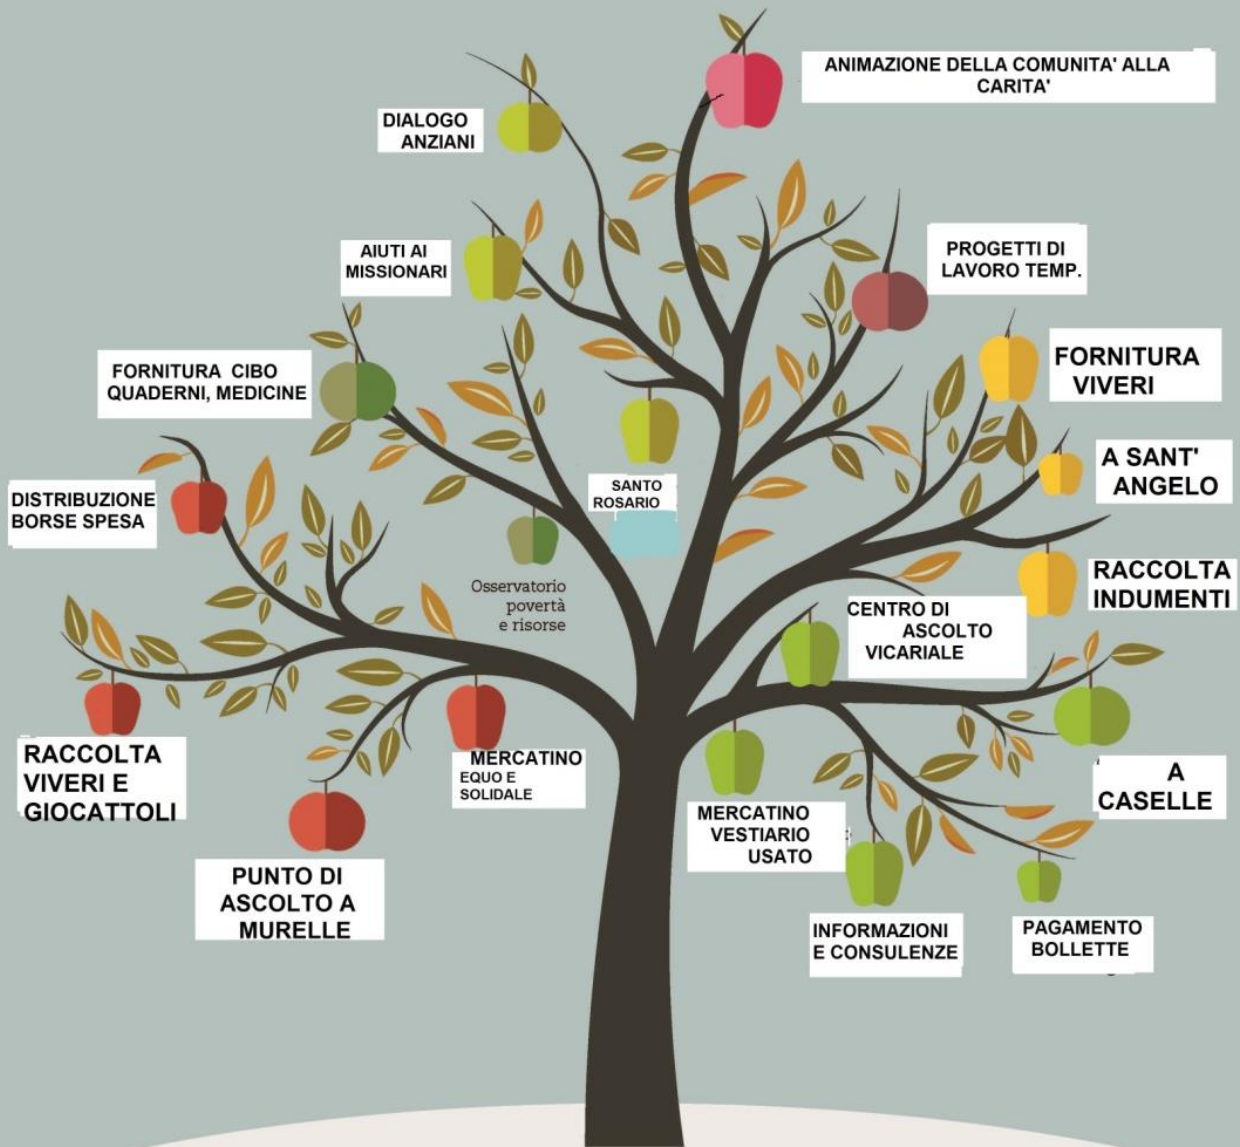 ANIMAZIONE DELLA COMUNITA' ALLA
CARITA'
DIALOGO
ANZIANI
AIUTI AI
MISSIONARI
PROGETTI DI
LAVORO TEMP.
FORNITURA CIBO
QUADERNI, MEDICINE
FORNITURA
VIVERI
A SANT'
ANGELO
DISTRIBUZIONE
BORSE SPESA
SANTO
ROSARIO
Osservatorio
povertà
e risorse
RACCOLTA
INDUMENTI
CENTRO DI
ASCOLTO
VICARIALE
RACCOLTA
VIVERI E
GIOCATTOLI
MERCATINO
EQUO E
SOLIDALE
A
CASELLE
MERCATINO
VESTIARIO
USATO
PUNTO DI
ASCOLTO A
MURELLE
INFORMAZIONI
E CONSULENZE
PAGAMENTO
BOLLETTE